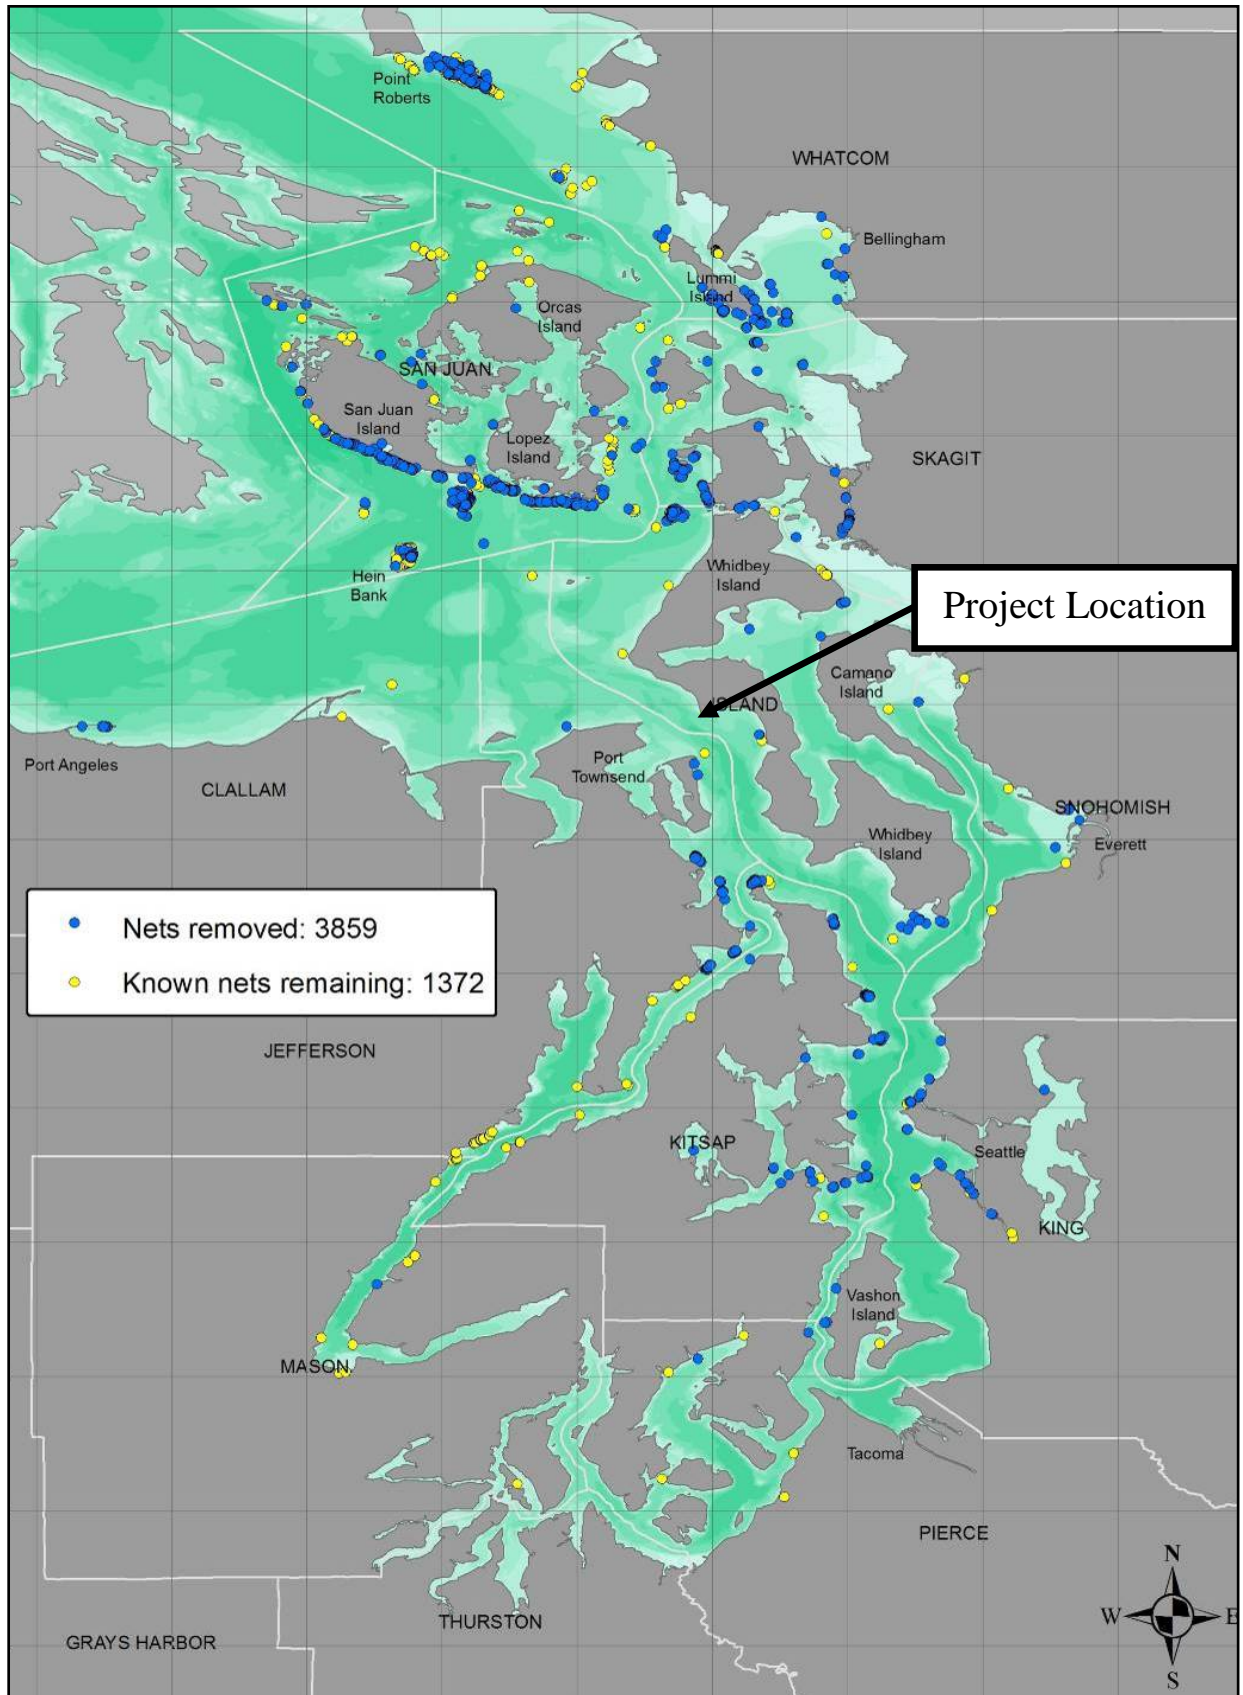 Point
Roberts
WHATCOM
Bellingham
Lummi
Island
Orcas
Island
SAN JUAN
San Juan
Island
Lopez
Island
SKAGIT
Hein
Bank
Whidbey
Island
Project Location
Camano
Island
ISLAND
Port Angeles
Port
Townsend
CLALLAM
SNOHOMISH
Whidbey
Island
Everett
Nets removed: 3859
Known nets remaining: 1372
JEFFERSON
KITSAP
Seattle
KING
Vashon
Island
MASON
Tacoma
PIERCE
THURSTON
GRAYS HARBOR
N
W
E
S